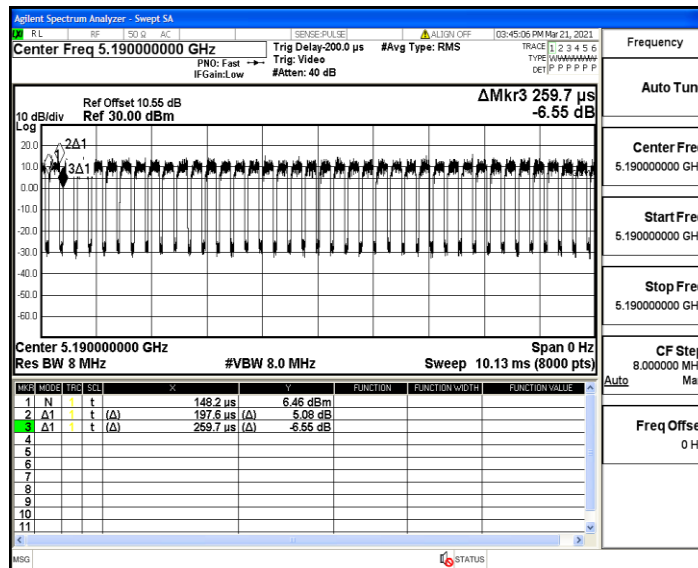 Agilent Spectrum Analyzer - Swept SA
RL RF 50 Ω AC SENSE:PULSE ALIGN OFF 03:45:06 PM Mar 21, 2021
Center Freq 5.190000000 GHz
PNO: Fast
IFGain:Low
Trig Delay-200.0 µs
Trig: Video
#Atten: 40 dB
#Avg Type: RMS
TRACE 1 2 3 4 5 6
TYPE WWWWWW
DET P P P P P P
Ref Offset 10.55 dB
10 dB/div Ref 30.00 dBm
Log
ΔMkr3 259.7 µs
-6.55 dB
20.0
10.0
0.00
-10.0
-20.0
-30.0
-40.0
-50.0
-60.0
2Δ1
3Δ1
Center 5.190000000 GHz Span 0 Hz
Res BW 8 MHz #VBW 8.0 MHz Sweep 10.13 ms (8000 pts)
MKR MODE TRC SCL X Y FUNCTION FUNCTION WIDTH FUNCTION VALUE
1 N 1 t 148.2 µs 6.46 dBm
2 Δ1 1 t (Δ) 197.6 µs (Δ) 5.08 dB
3 Δ1 1 t (Δ) 259.7 µs (Δ) -6.55 dB
4
5
6
7
8
9
10
11
MSG STATUS
Frequency
Auto Tun
Center Fre
5.190000000 GH
Start Fre
5.190000000 GH
Stop Fre
5.190000000 GH
CF Ste
8.000000 MH
Auto Ma
Freq Offse
0 H